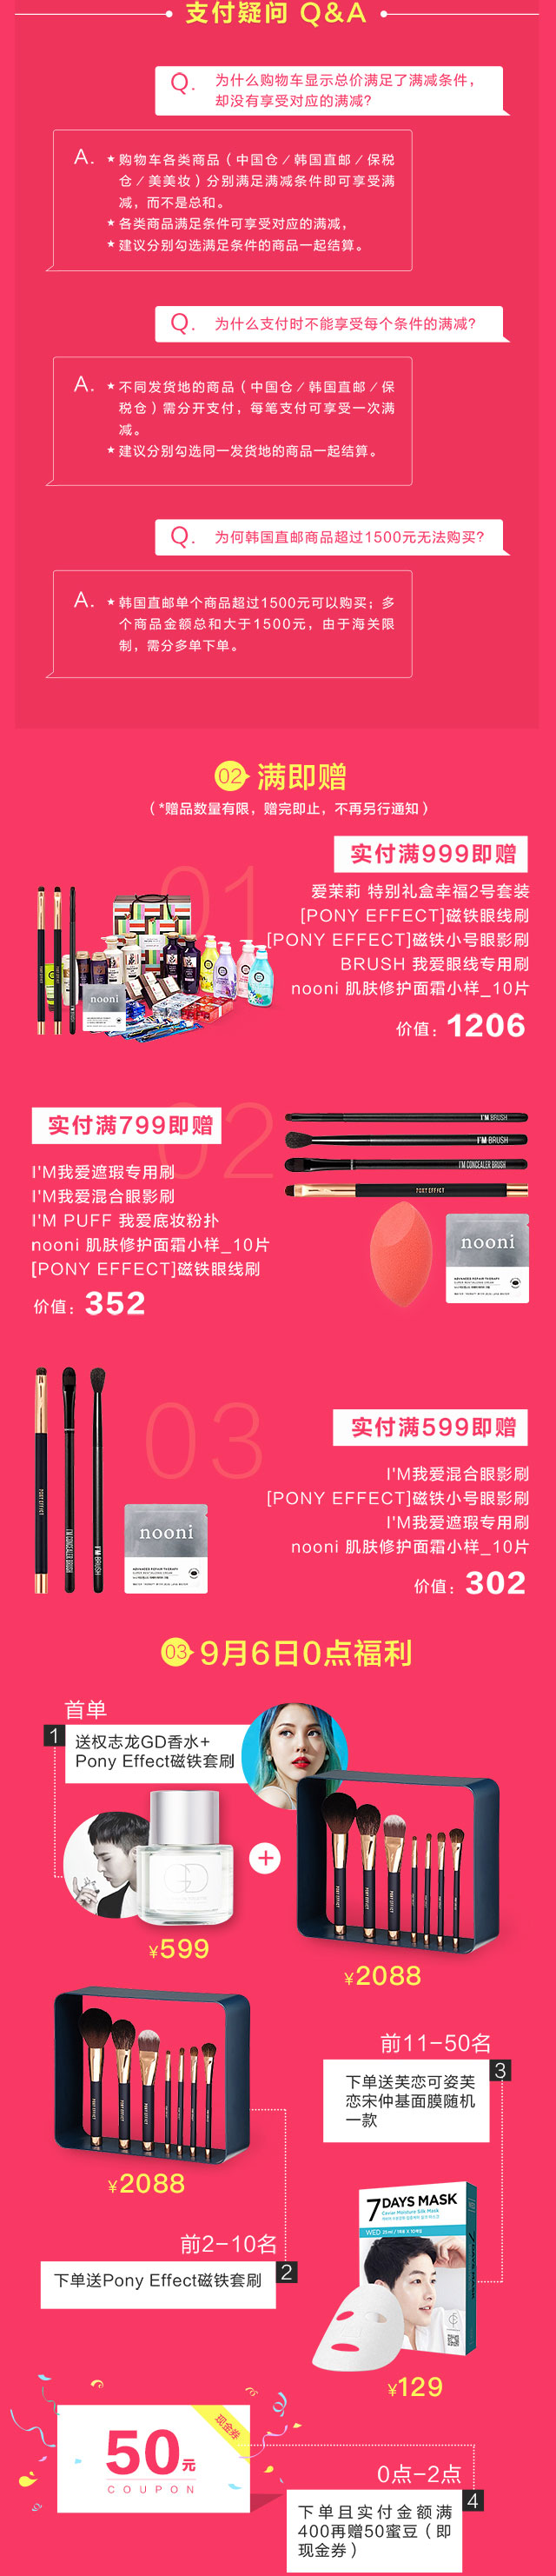 支付疑问 Q&A
Q. 为什么购物车显示总价满足了满减条件，
却没有享受对应的满减?
A. ★购物车各类商品（中国仓／韩国直邮／保税
仓／美美妆）分别满足满减条件即可享受满
减，而不是总和。
★各类商品满足条件可享受对应的满减，
★建议分别勾选满足条件的商品一起结算。
Q. 为什么支付时不能享受每个条件的满减?
A. ★不同发货地的商品（中国仓／韩国直邮／保
税仓）需分开支付，每笔支付可享受一次满
减。
★建议分别勾选同一发货地的商品一起结算。
Q. 为何韩国直邮商品超过1500元无法购买?
A. ★韩国直邮单个商品超过1500元可以购买；多
个商品金额总和大于1500元，由于海关限
制，需分多单下单。
02 满即赠
（*赠品数量有限，赠完即止，不再另行通知）
01
实付满999即赠
爱茉莉 特别礼盒幸福2号套装
[PONY EFFECT]磁铁眼线刷
[PONY EFFECT]磁铁小号眼影刷
BRUSH 我爱眼线专用刷
nooni 肌肤修护面霜小样_10片
价值：1206
nooni
02
实付满799即赠
I'M我爱遮瑕专用刷
I'M我爱混合眼影刷
I'M PUFF 我爱底妆粉扑
nooni 肌肤修护面霜小样_10片
[PONY EFFECT]磁铁眼线刷
价值：352
I'M BRUSH
I'M BRUSH
I'M CONCEALER BRUSH
PONY EFFECT
nooni
ADVANCED REPAIR THERAPY
03
实付满599即赠
I'M我爱混合眼影刷
[PONY EFFECT]磁铁小号眼影刷
I'M我爱遮瑕专用刷
nooni 肌肤修护面霜小样_10片
价值：302
PONY EFFECT
I'M CONCEALER BRUSH
I'M BRUSH
nooni
ADVANCED REPAIR THERAPY
03 9月6日0点福利
首单
1
送权志龙GD香水+
Pony Effect磁铁套刷
GD
+
¥599
¥2088
前11-50名
3
下单送芙恋可姿芙
恋宋仲基面膜随机
一款
¥2088
前2-10名
2
下单送Pony Effect磁铁套刷
7DAYS MASK
WED
¥129
现金券
50元
COUPON
0点-2点
4
下单且实付金额满
400再赠50蜜豆（即
现金券）